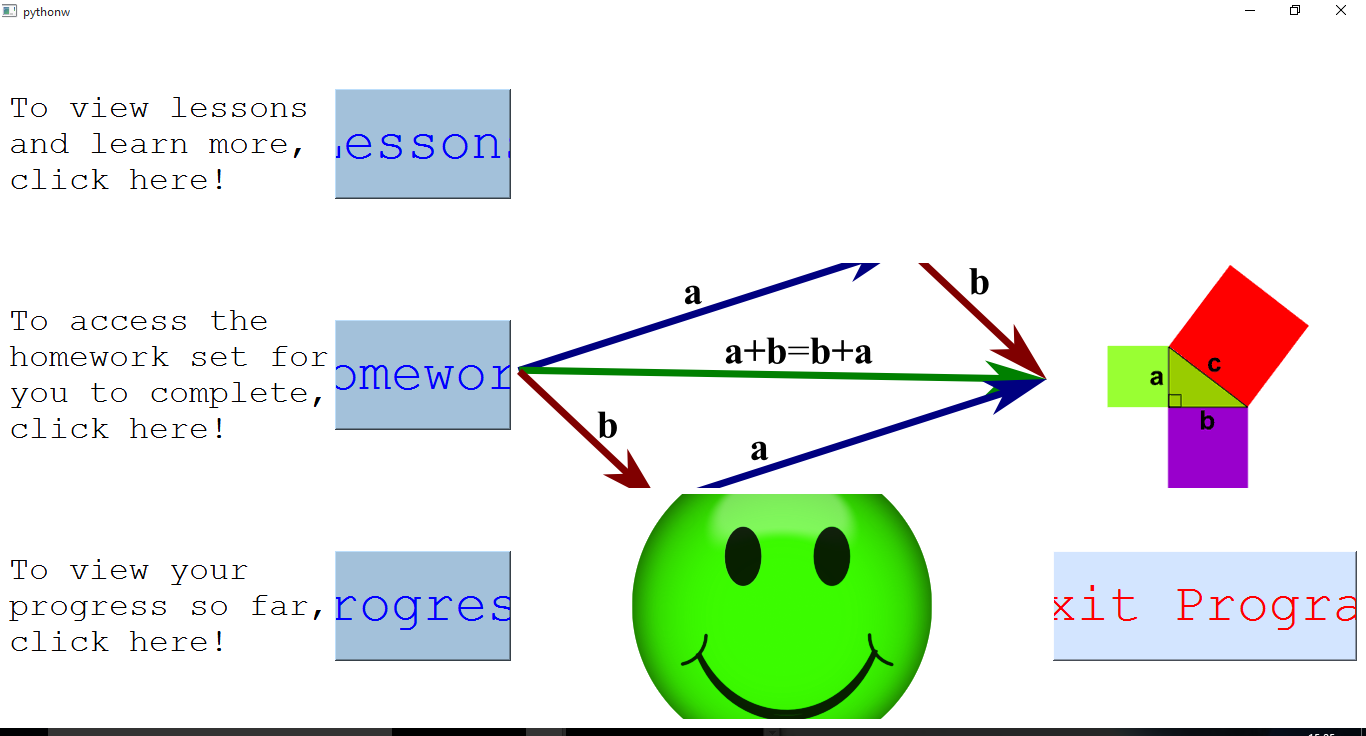 pythonw
To view lessons
and learn more,
click here!
Lessons
To access the
homework set for
you to complete,
click here!
omewor
a
b
a+b=b+a
b
a
a
c
b
To view your
progress so far,
click here!
rogres
xit Progra